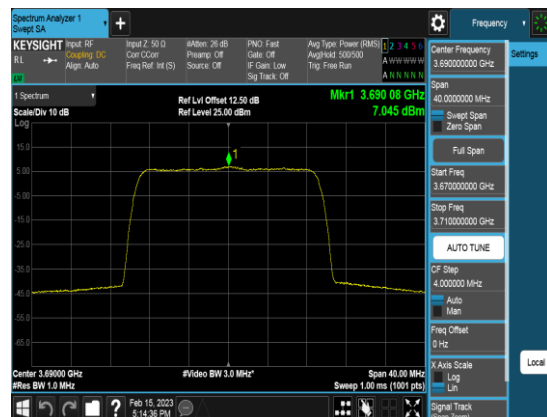 Spectrum Analyzer 1
Swept SA
+
Frequency
KEYSIGHT
RL
LV
Input: RF
Coupling: DC
Align: Auto
Input Z: 50 Ω
Corr CCorr
Freq Ref: Int (S)
#Atten: 26 dB
Preamp: Off
Source: Off
PNO: Fast
Gate: Off
IF Gain: Low
Sig Track: Off
Avg Type: Power (RMS)
Avg|Hold: 500/500
Trig: Free Run
1 2 3 4 5 6
A W W W W W
A N N N N N
1 Spectrum
Scale/Div 10 dB
Log
Ref Lvl Offset 12.50 dB
Ref Level 25.00 dBm
Mkr1 3.690 08 GHz
7.045 dBm
15.0
5.00
-5.00
-15.0
-25.0
-35.0
-45.0
-55.0
-65.0
1
Center 3.69000 GHz
#Res BW 1.0 MHz
#Video BW 3.0 MHz*
Span 40.00 MHz
Sweep 1.00 ms (1001 pts)
Feb 15, 2023
5:14:36 PM
?
Center Frequency
3.690000000 GHz
Span
40.0000000 MHz
Swept Span
Zero Span
Full Span
Start Freq
3.670000000 GHz
Stop Freq
3.710000000 GHz
AUTO TUNE
CF Step
4.000000 MHz
Auto
Man
Freq Offset
0 Hz
X Axis Scale
Log
Lin
Signal Track
Settings
Local